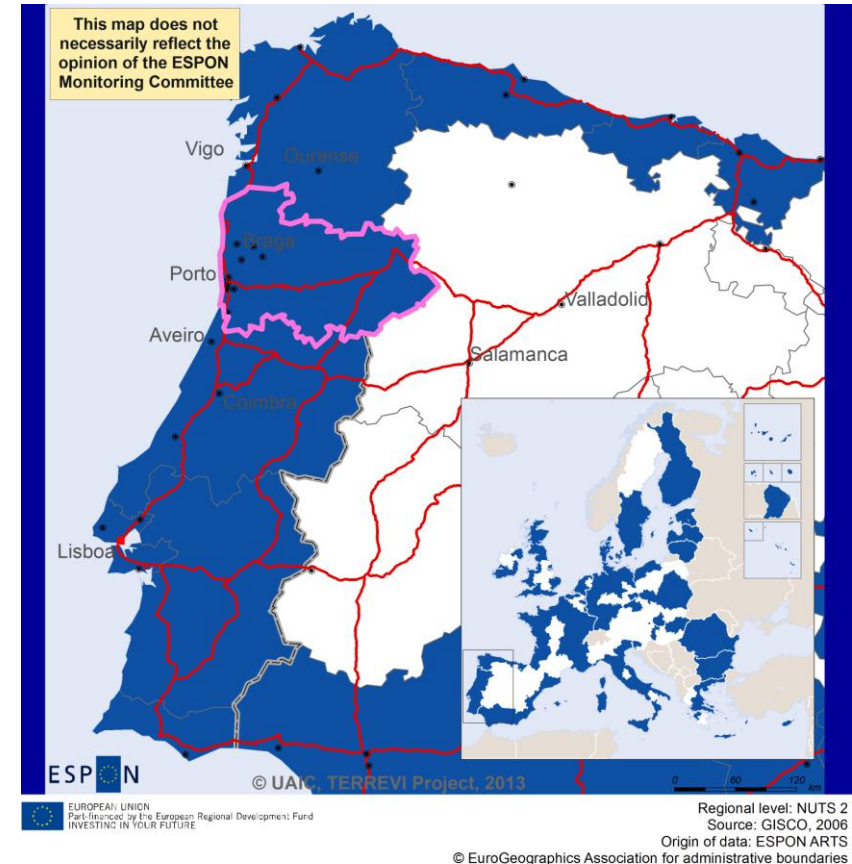 This map does not
necessarily reflect the
opinion of the ESPON
Monitoring Committee
Vigo
Ourense
Braga
Porto
Valladolid
Aveiro
Salamanca
Coimbra
Lisboa
ESPON
© UAIC, TERREVI Project, 2013
0 60 120
km
EUROPEAN UNION
Part-financed by the European Regional Development Fund
INVESTING IN YOUR FUTURE
Regional level: NUTS 2
Source: GISCO, 2006
Origin of data: ESPON ARTS
© EuroGeographics Association for administrative boundaries